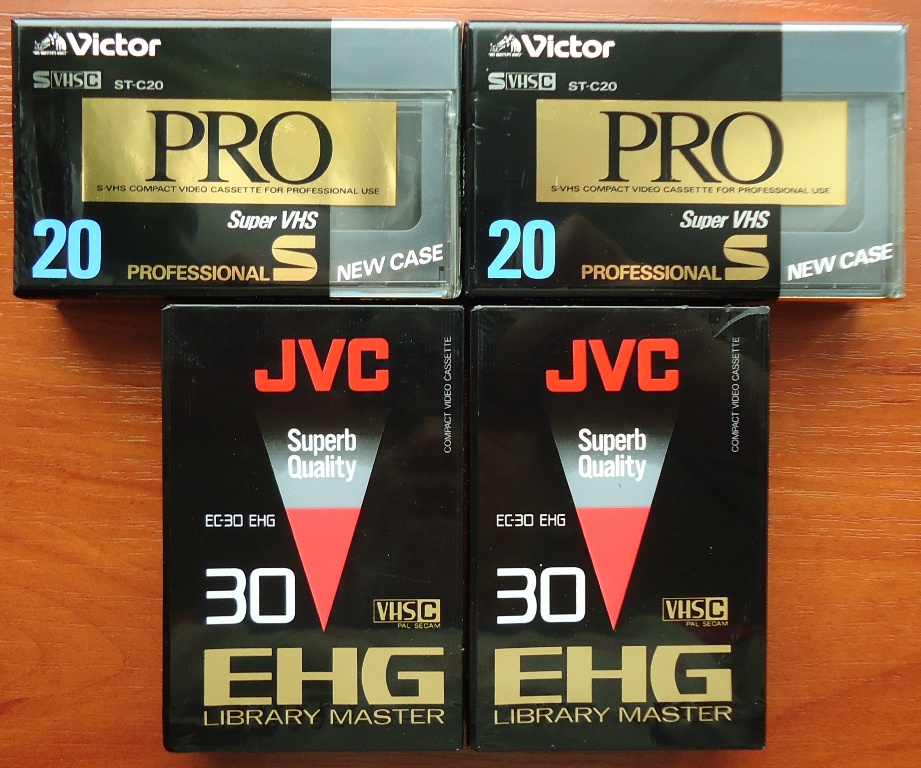 Victor
S VHS C ST-C20
PRO
S-VHS COMPACT VIDEO CASSETTE FOR PROFESSIONAL USE
Super VHS
20
PROFESSIONAL S
NEW CASE
Victor
S VHS C ST-C20
PRO
S-VHS COMPACT VIDEO CASSETTE FOR PROFESSIONAL USE
Super VHS
20
PROFESSIONAL S
NEW CASE
JVC
COMPACT VIDEO CASSETTE
Superb
Quality
EC-30 EHG
30
VHS C
PAL SECAM
EHG
LIBRARY MASTER
JVC
COMPACT VIDEO CASSETTE
Superb
Quality
EC-30 EHG
30
VHS C
PAL SECAM
EHG
LIBRARY MASTER